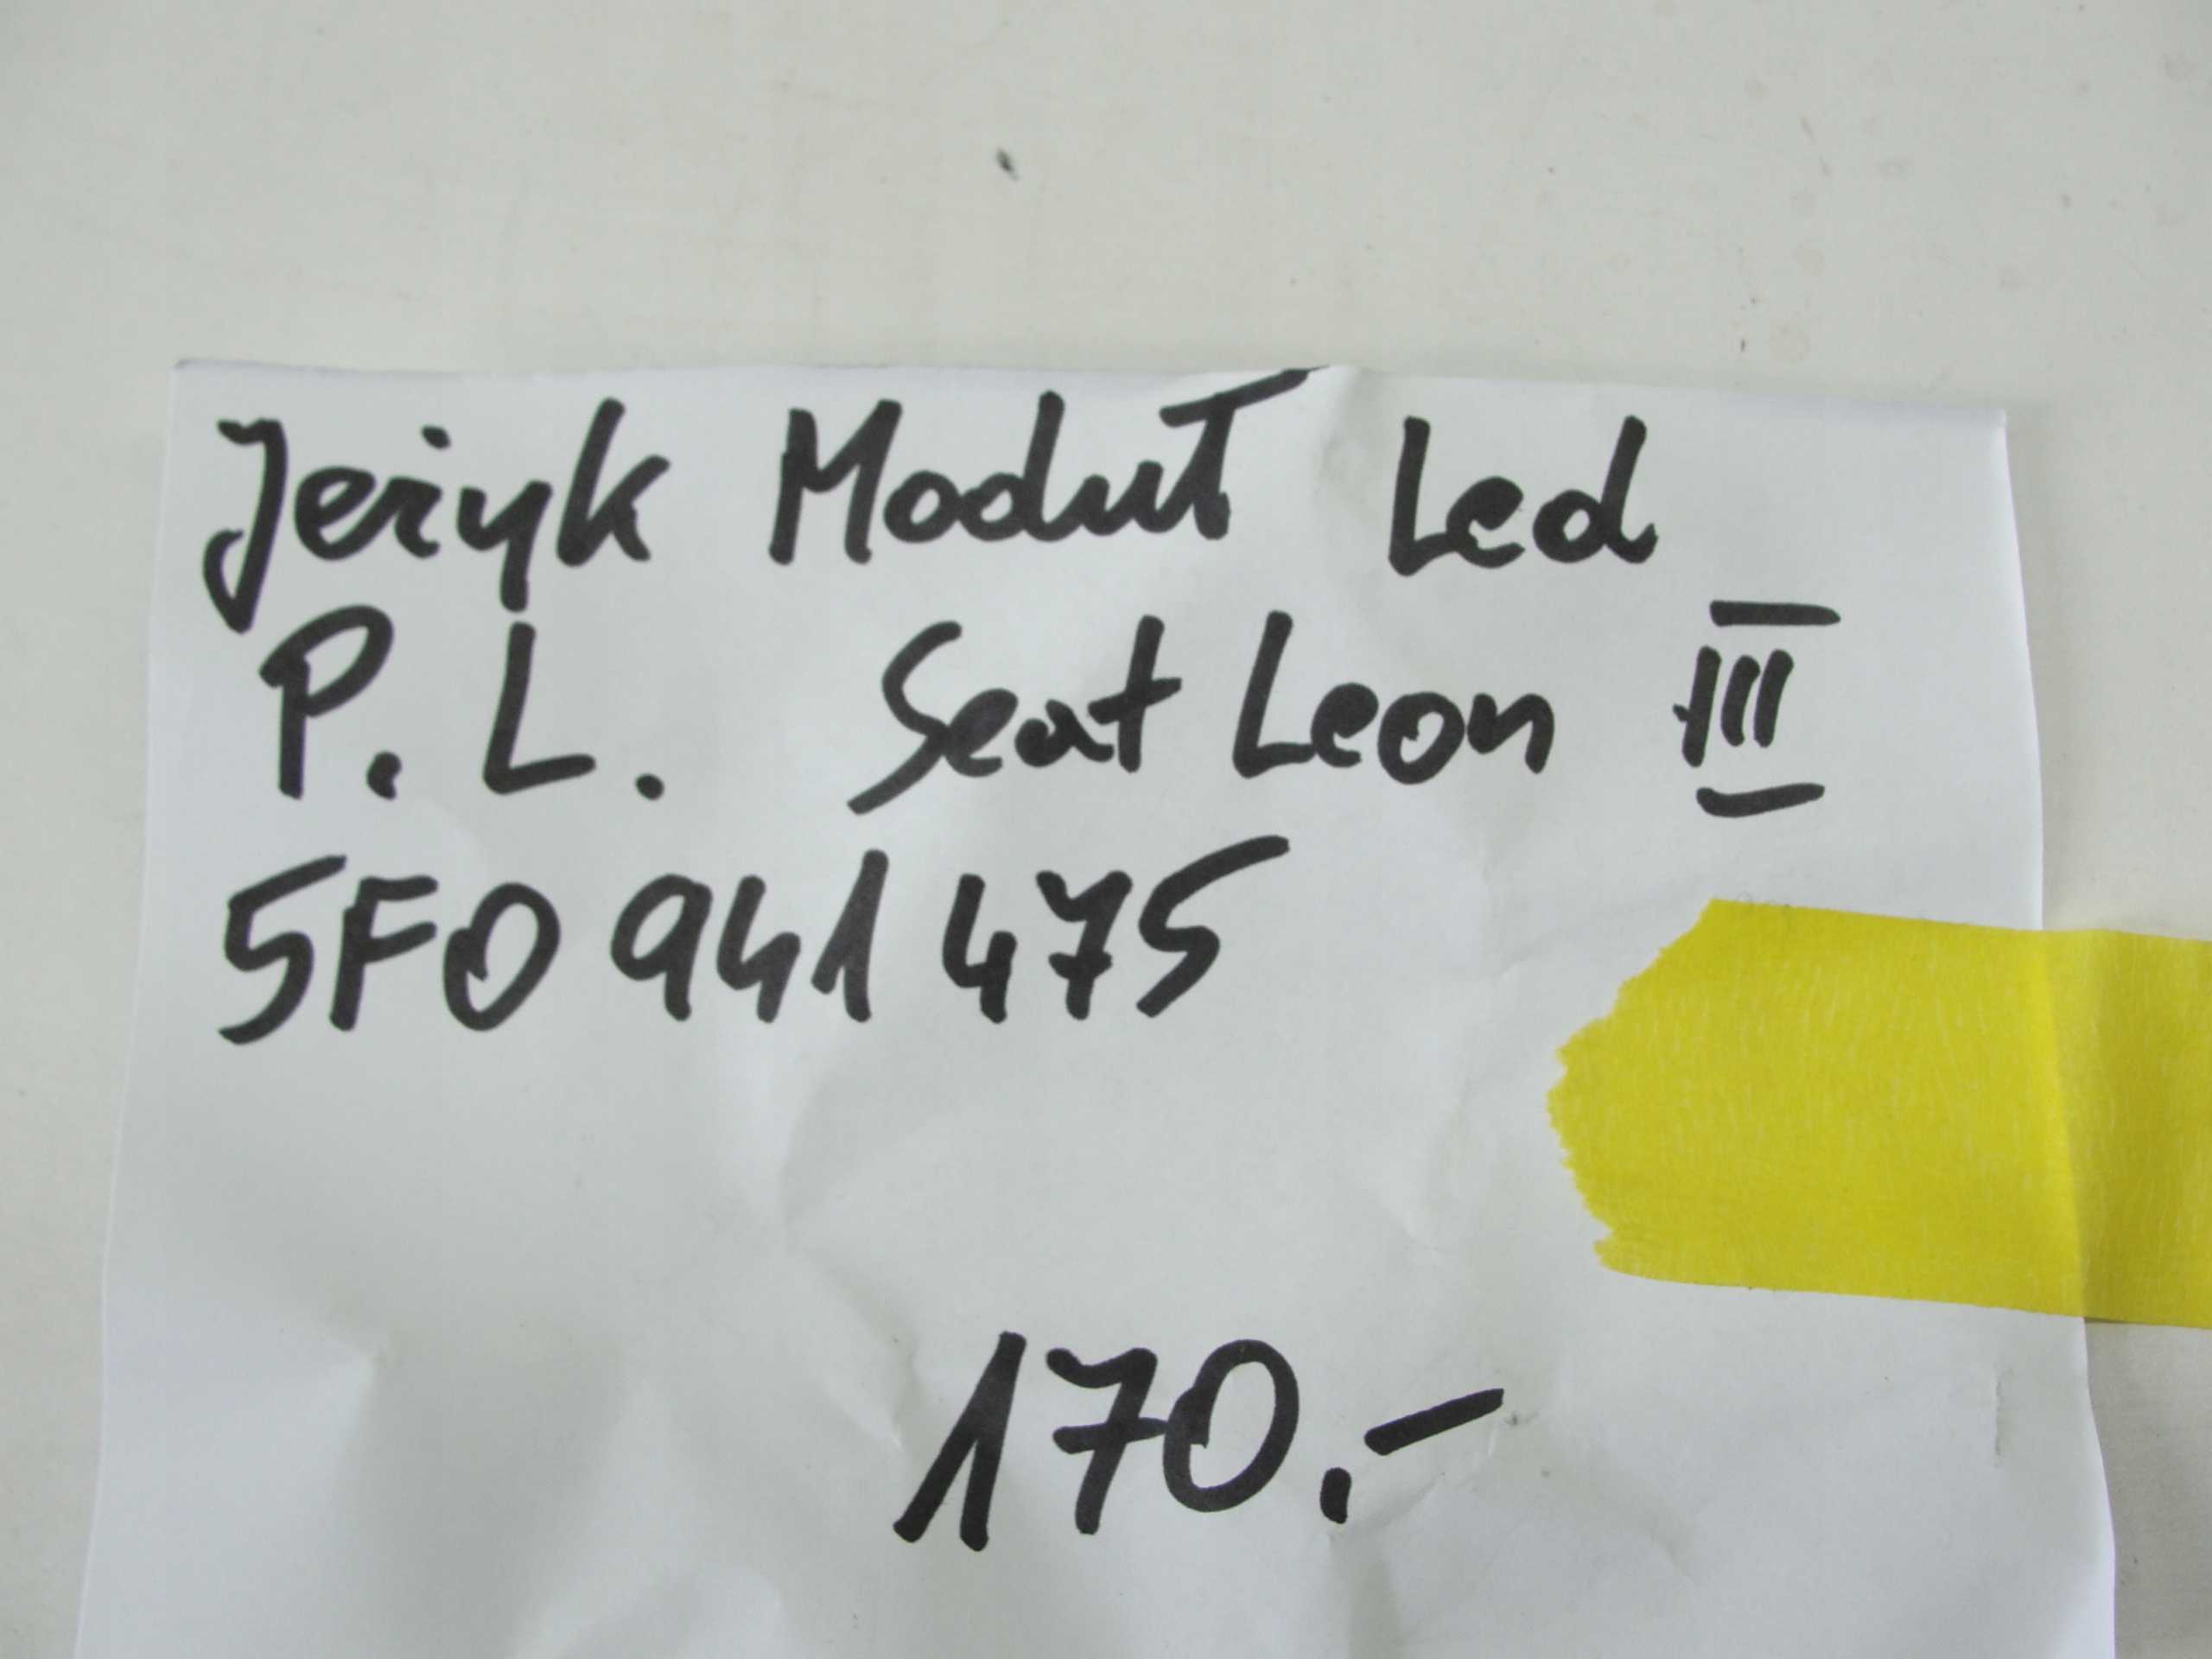 Jeżyk Moduł Led
P. L. Seat Leon III
5F0 941 475
170.-